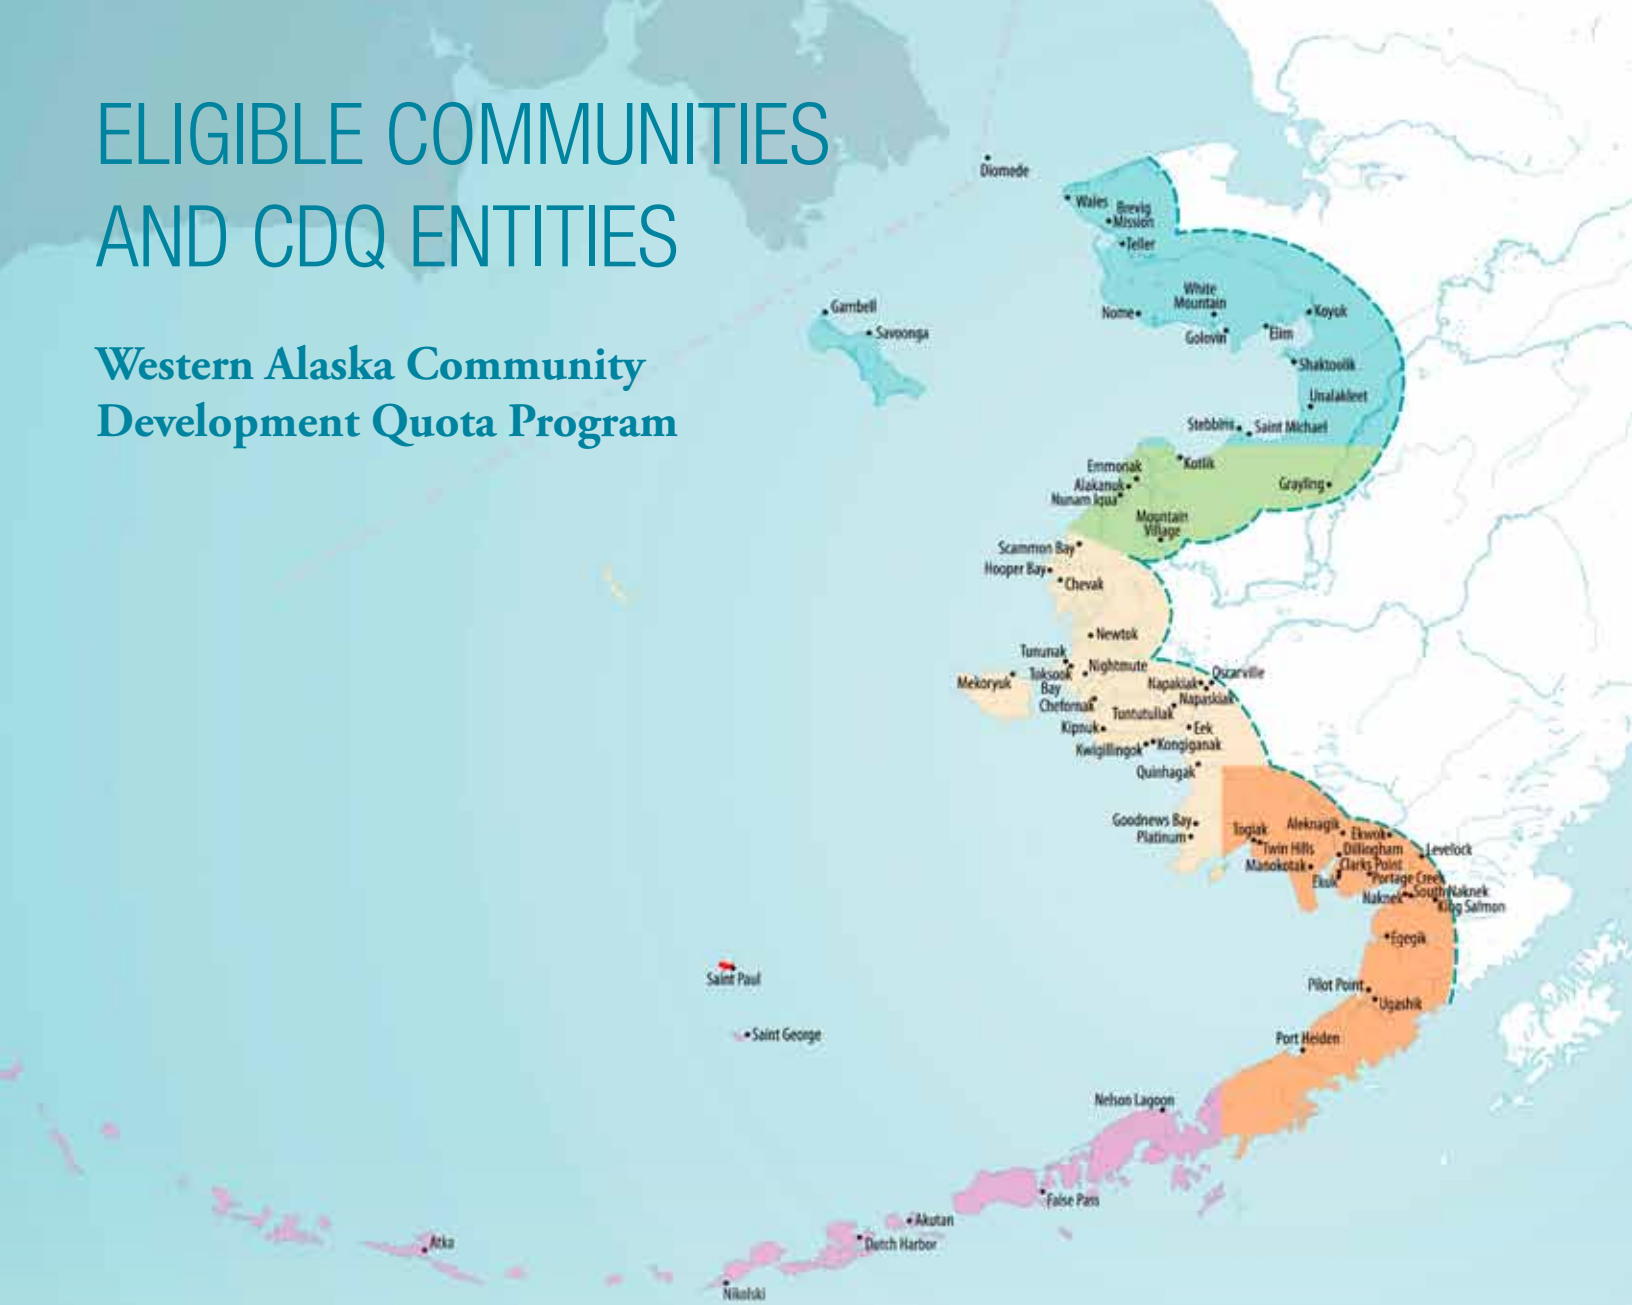 ELIGIBLE COMMUNITIES
AND CDQ ENTITIES
Western Alaska Community
Development Quota Program
Diomede
Wales
Brevig
Mission
Teller
Gambell
Savoonga
White
Mountain
Nome
Koyuk
Golovin
Elim
Shaktoolik
Unalakleet
Stebbins
Saint Michael
Kotlik
Emmonak
Alakanuk
Nunam Iqua
Grayling
Mountain
Village
Scammon Bay
Hooper Bay
Chevak
Newtok
Tununak
Nightmute
Toksook
Bay
Mekoryuk
Oscarville
Napakiak
Napaskiak
Chefornak
Tuntutuliak
Kipnuk
Eek
Kwigillingok
Kongiganak
Quinhagak
Goodnews Bay
Platinum
Togiak
Aleknagik
Ekwok
Twin Hills
Dillingham
Levelock
Manokotak
Clarks Point
Ekuk
Portage Creek
Naknek
South Naknek
King Salmon
Egegik
Pilot Point
Ugashik
Port Heiden
Saint Paul
Saint George
Nelson Lagoon
False Pass
Akutan
Dutch Harbor
Atka
Nikolski